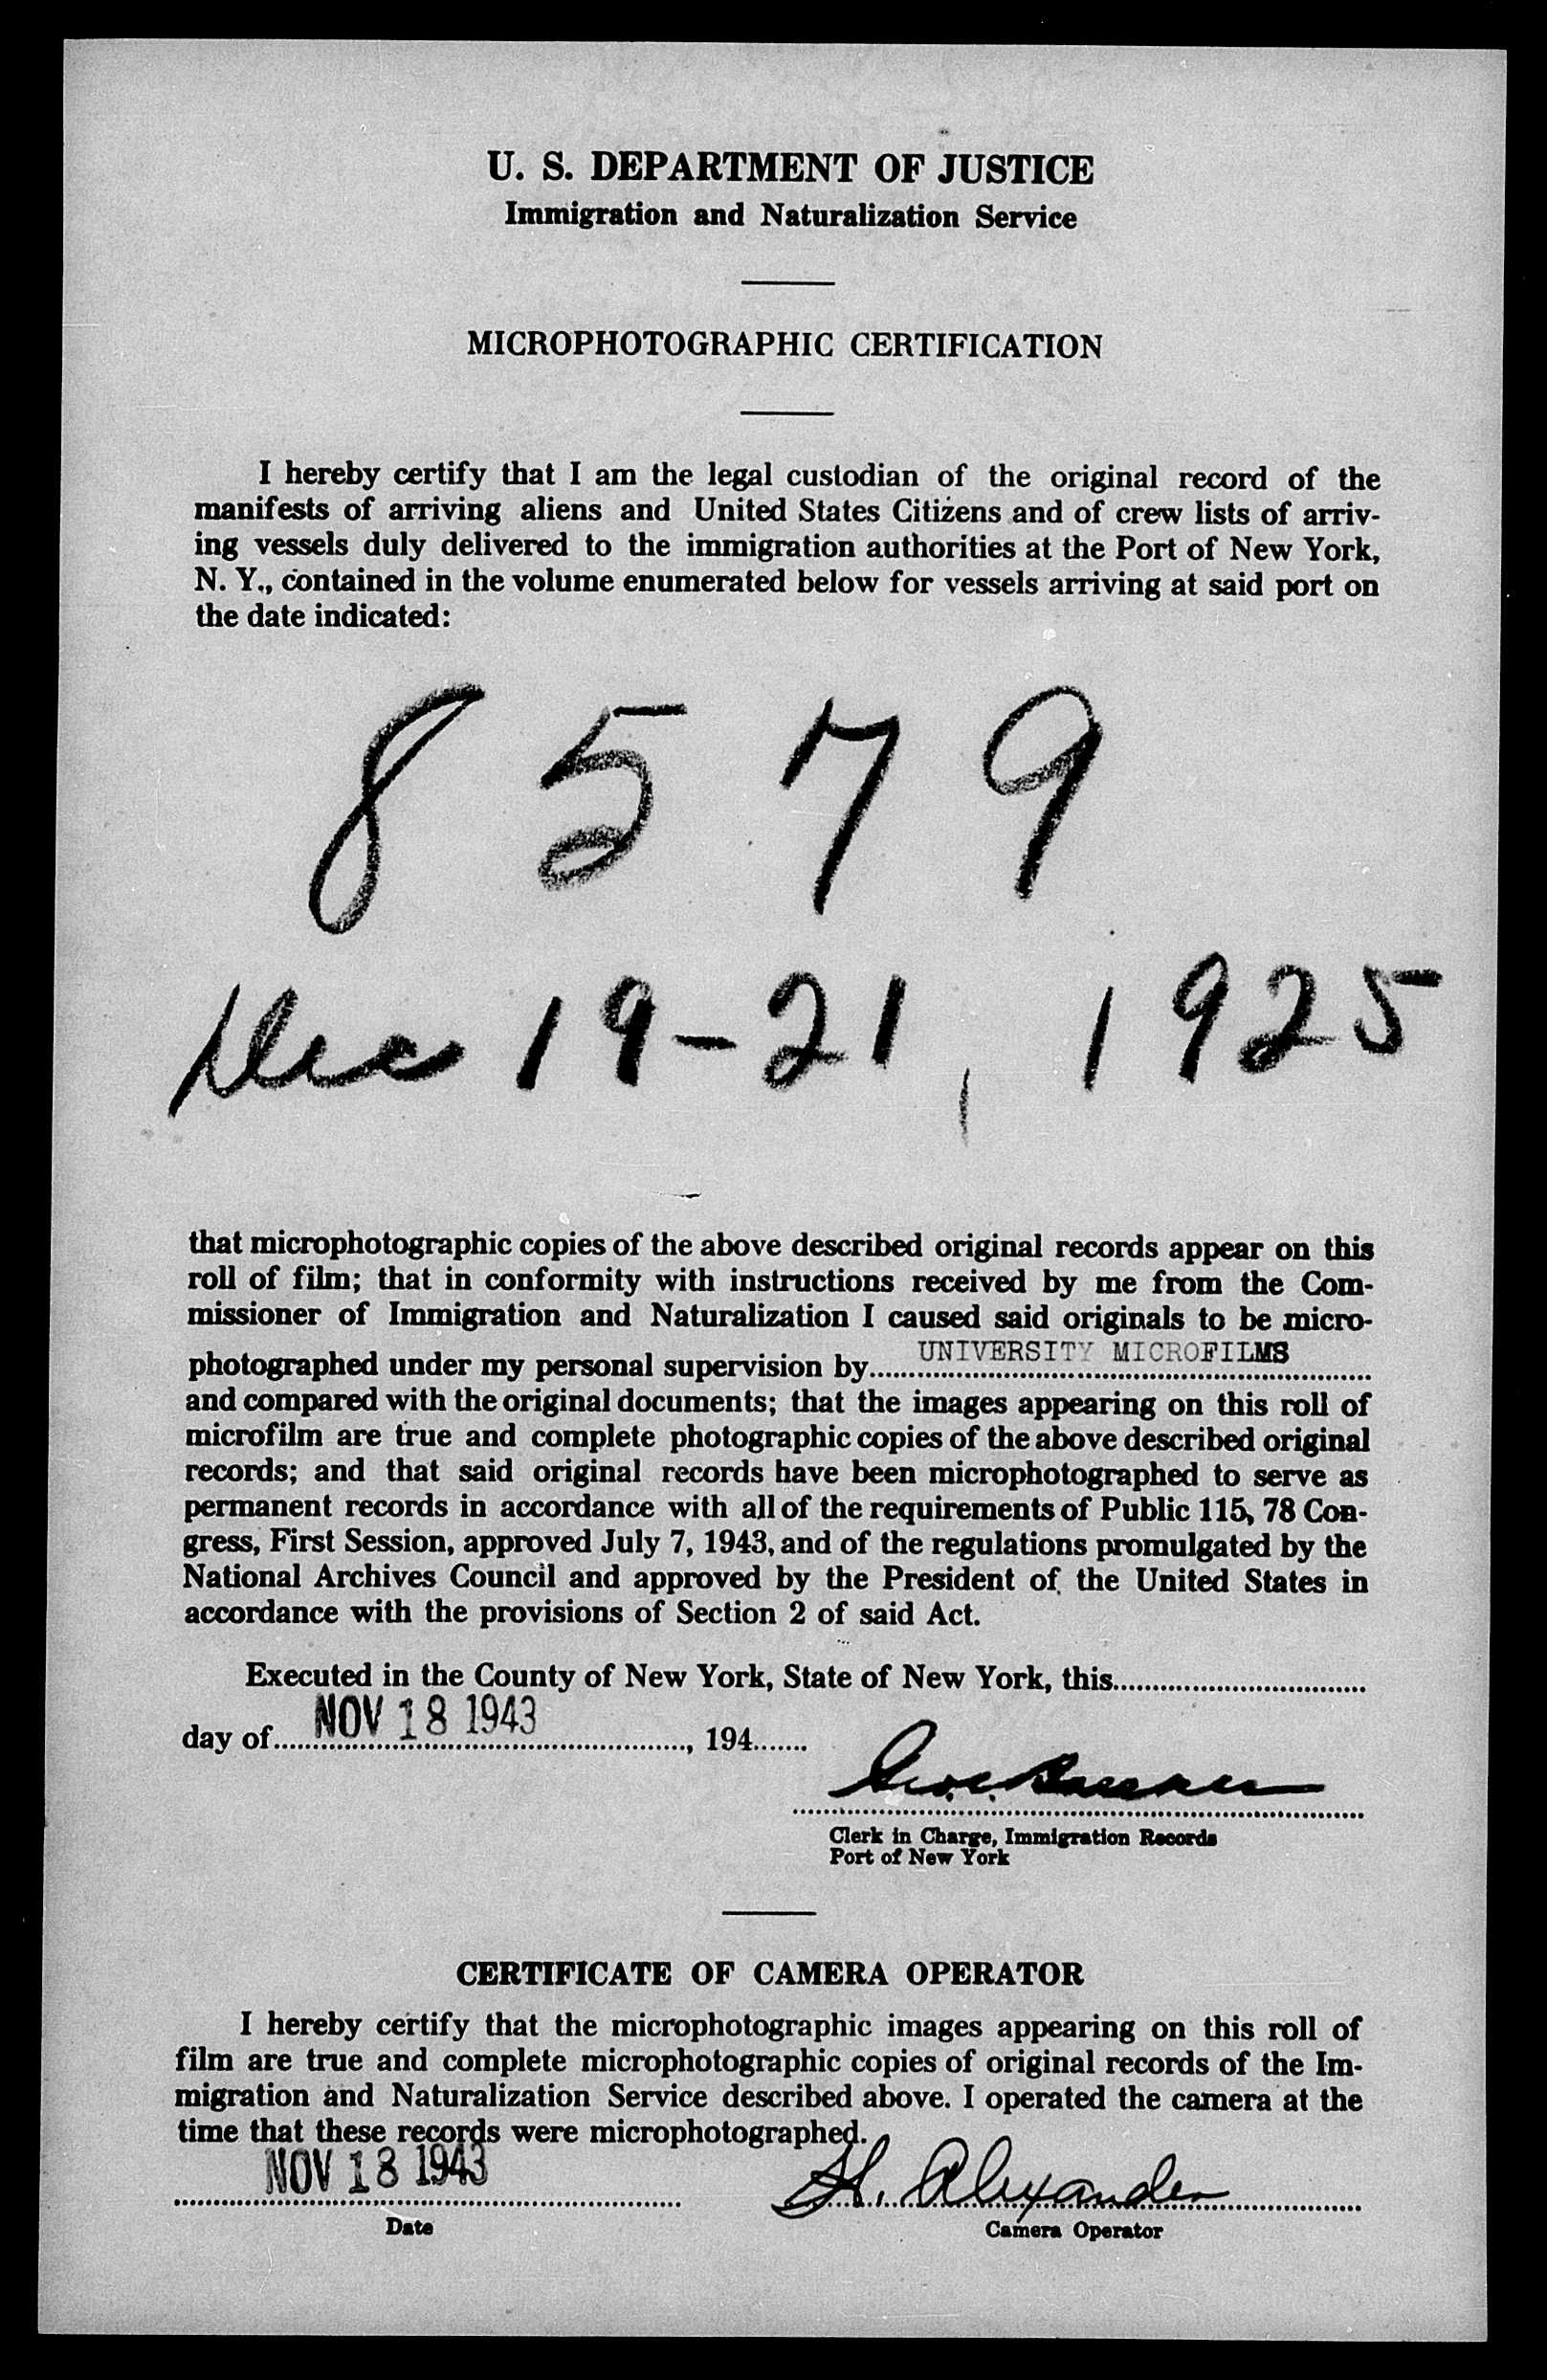 U. S. DEPARTMENT OF JUSTICE
Immigration and Naturalization Service
MICROPHOTOGRAPHIC CERTIFICATION
I hereby certify that I am the legal custodian of the original record of the
manifests of arriving aliens and United States Citizens and of crew lists of arriv-
ing vessels duly delivered to the immigration authorities at the Port of New York,
N. Y., contained in the volume enumerated below for vessels arriving at said port on
the date indicated:
8579
Dec 19-21, 1925
that microphotographic copies of the above described original records appear on this
roll of film; that in conformity with instructions received by me from the Com-
missioner of Immigration and Naturalization I caused said originals to be micro-
photographed under my personal supervision by UNIVERSITY MICROFILMS
and compared with the original documents; that the images appearing on this roll of
microfilm are true and complete photographic copies of the above described original
records; and that said original records have been microphotographed to serve as
permanent records in accordance with all of the requirements of Public 115, 78 Con-
gress, First Session, approved July 7, 1943, and of the regulations promulgated by the
National Archives Council and approved by the President of the United States in
accordance with the provisions of Section 2 of said Act.
Executed in the County of New York, State of New York, this
day of NOV 18 1943, 194
Clerk in Charge, Immigration Records
Port of New York
CERTIFICATE OF CAMERA OPERATOR
I hereby certify that the microphotographic images appearing on this roll of
film are true and complete microphotographic copies of original records of the Im-
migration and Naturalization Service described above. I operated the camera at the
time that these records were microphotographed.
NOV 18 1943 H. Alexander
Date Camera Operator